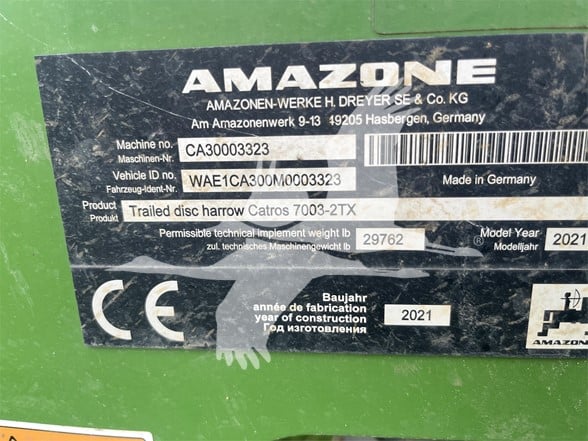 AMAZONE
AMAZONEN-WERKE H. DREYER SE & Co. KG
Am Amazonenwerk 9-13 49205 Hasbergen, Germany
Machine no. CA30003323
Maschinen-Nr.
Vehicle ID no. WAE1CA300M0003323 Made in Germany
Fahrzeug-Ident-Nr.
Product Trailed disc harrow Catros 7003-2TX
Produkt
Permissible technical implement weight lb 29762 Model Year 2021
zul. technisches Maschinengewicht lb ® Modelljahr
CE Baujahr
année de fabrication 2021
year of construction
Год изготовления
AMAZONE